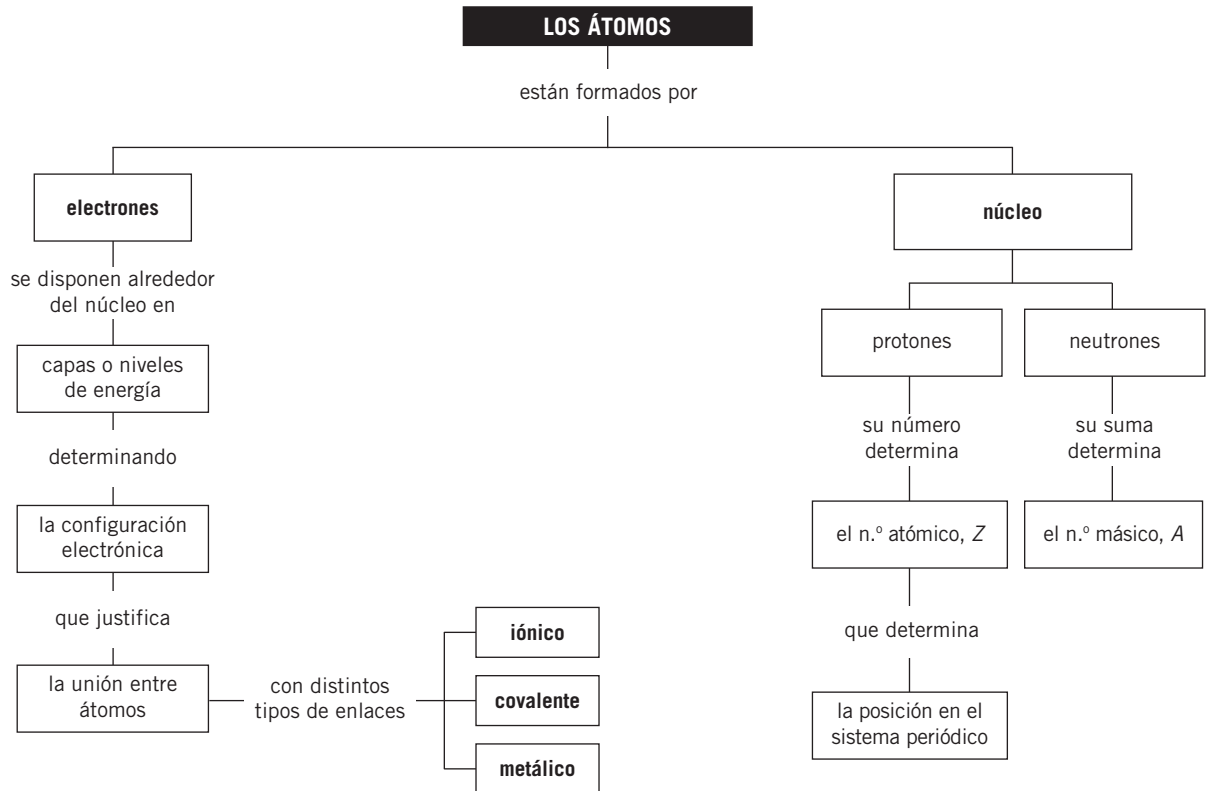 LOS ÁTOMOS
están formados por
electrones
se disponen alrededor
del núcleo en
capas o niveles
de energía
determinando
la configuración
electrónica
que justifica
la unión entre
átomos
con distintos
tipos de enlaces
iónico
covalente
metálico
núcleo
protones
su número
determina
el n.º atómico, Z
que determina
la posición en el
sistema periódico
neutrones
su suma
determina
el n.º másico, A